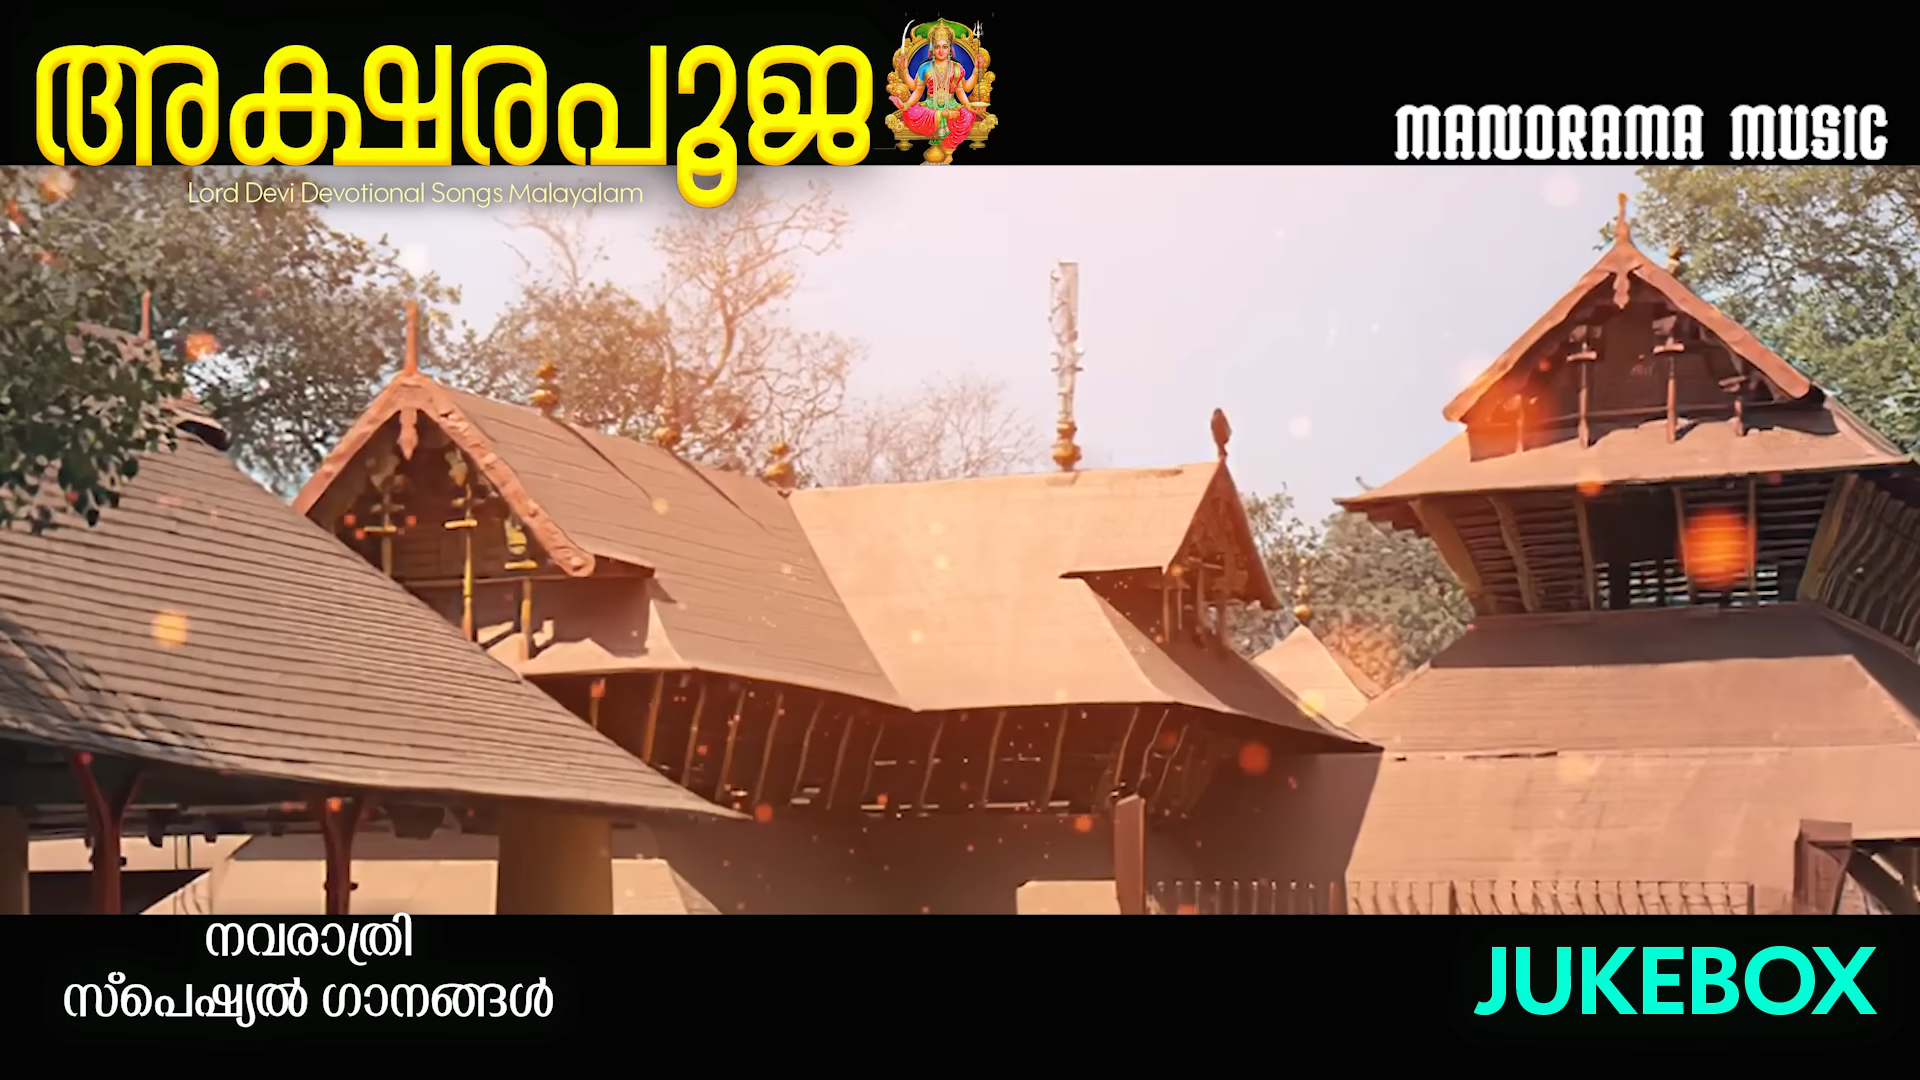 അക്ഷരപൂജ
MANORAMA MUSIC
Lord Devi Devotional Songs Malayalam
നവരാത്രി
സ്പെഷ്യൽ ഗാനങ്ങൾ
JUKEBOX